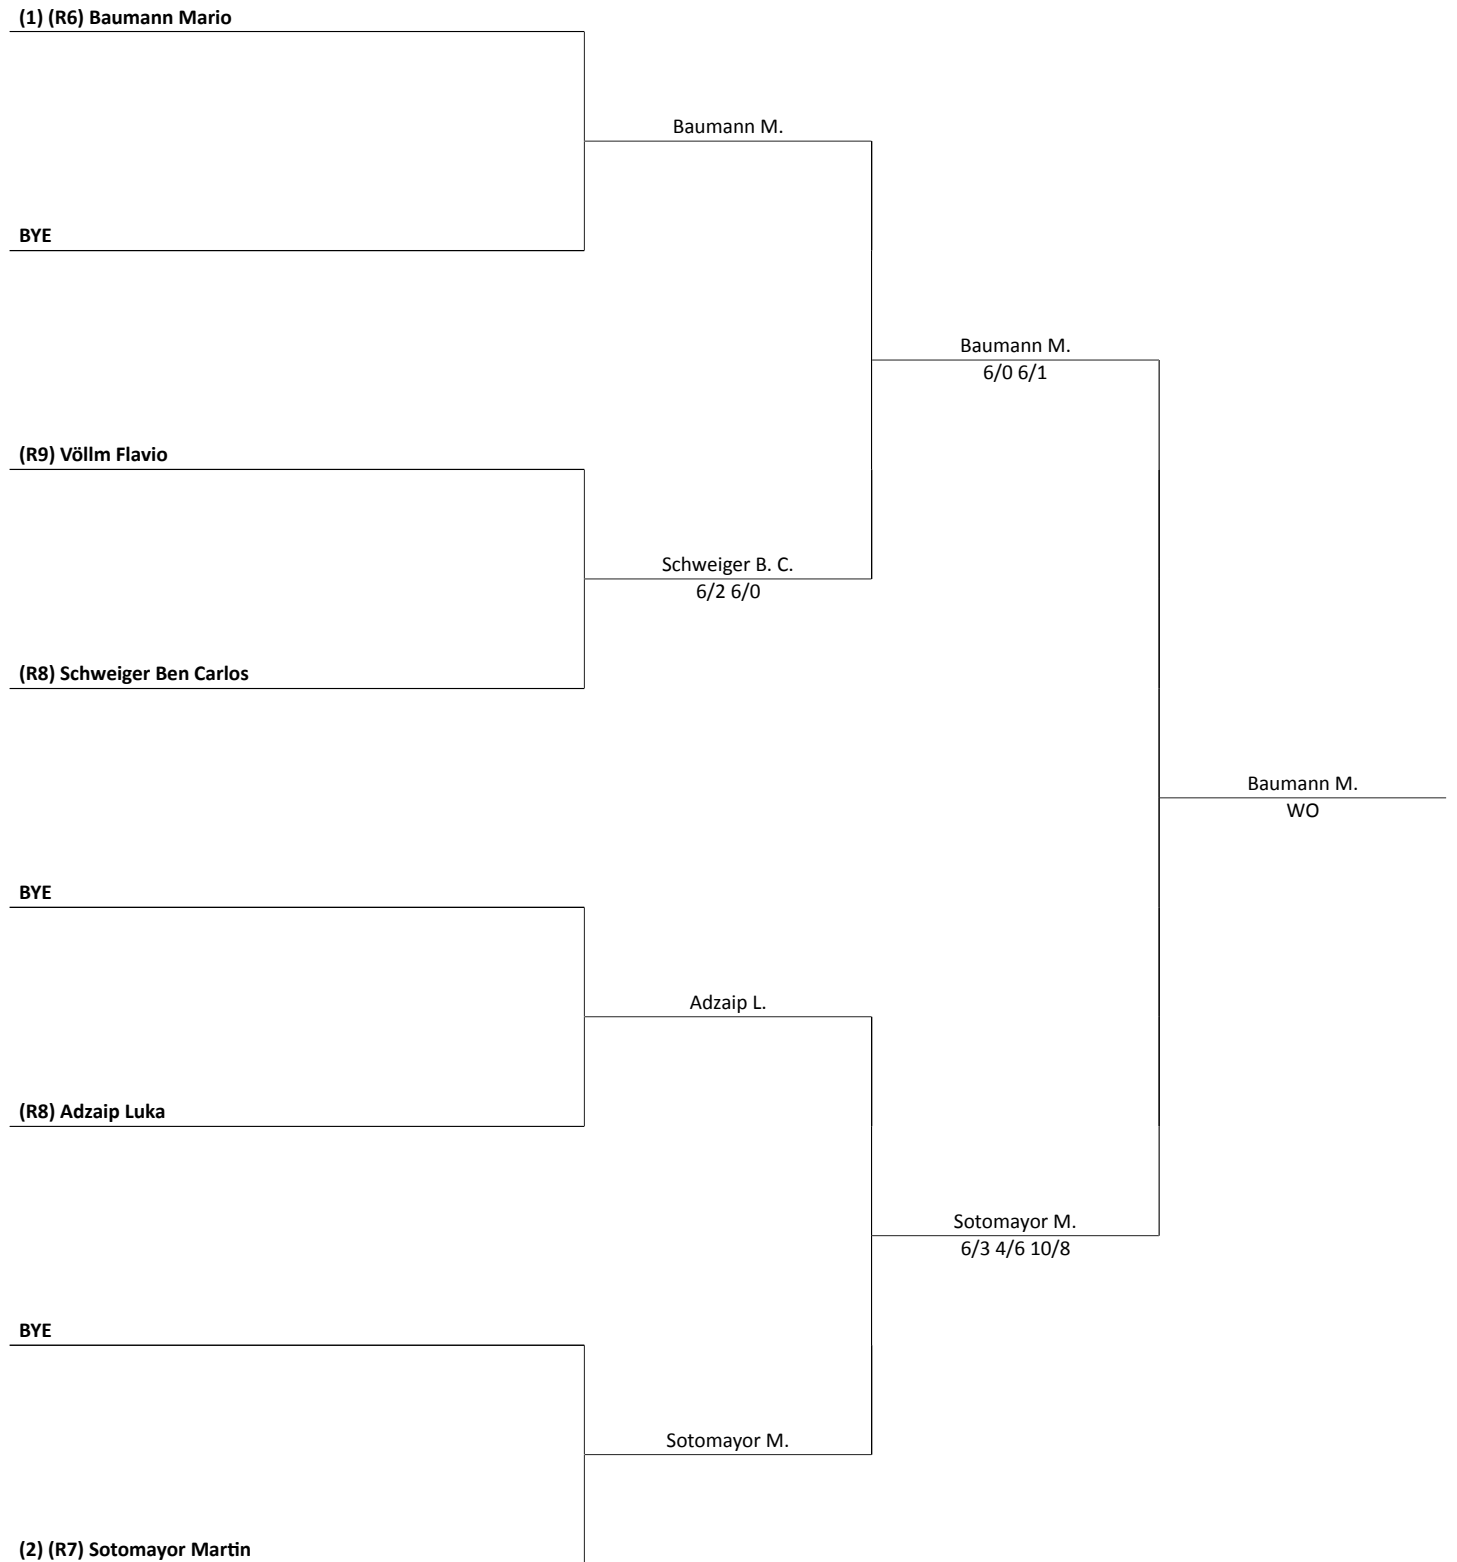 (1) (R6) Baumann Mario
Baumann M.
BYE
Baumann M.
6/0 6/1
(R9) Völlm Flavio
Schweiger B. C.
6/2 6/0
(R8) Schweiger Ben Carlos
Baumann M.
WO
BYE
Adzaip L.
(R8) Adzaip Luka
Sotomayor M.
6/3 4/6 10/8
BYE
Sotomayor M.
(2) (R7) Sotomayor Martin